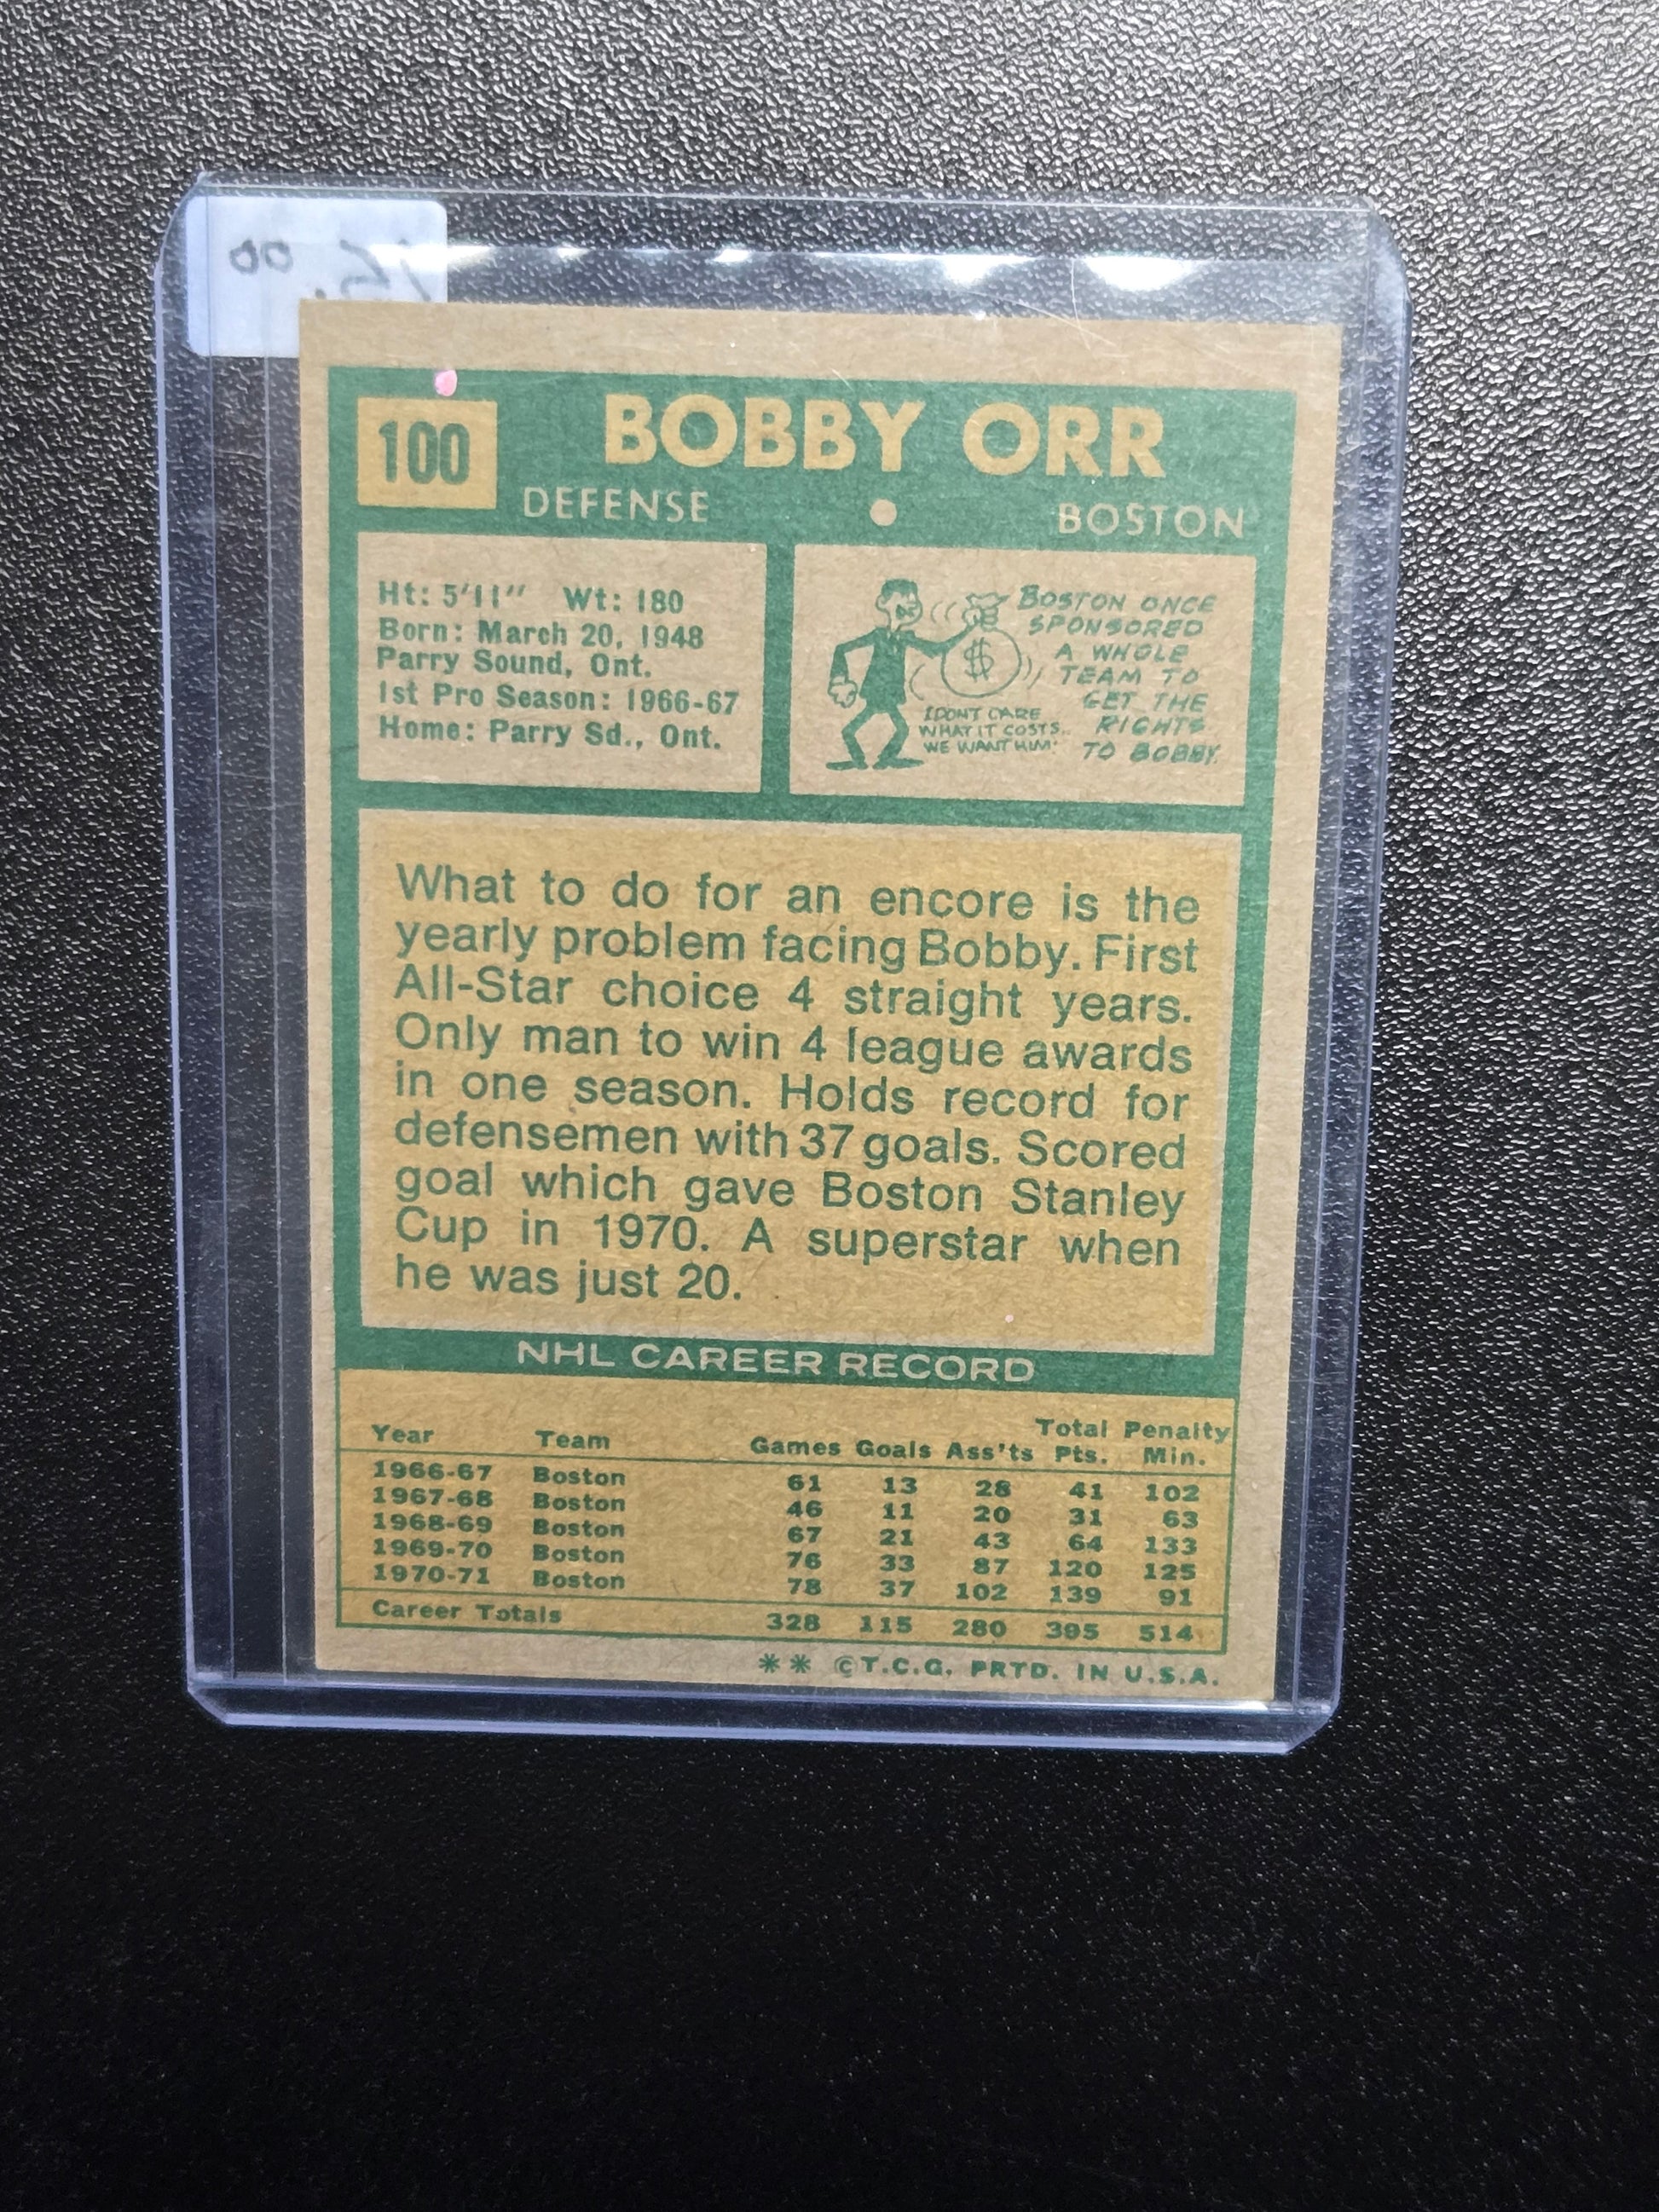 100
BOBBY ORR
DEFENSE
BOSTON
Ht: 5'11" Wt: 180
Born: March 20, 1948
Parry Sound, Ont.
1st Pro Season: 1966-67
Home: Parry Sd., Ont.
BOSTON ONCE
SPONSORED
A WHOLE
TEAM TO
GET THE
RIGHTS
TO BOBBY.
$
I DONT CARE
WHAT IT COSTS..
WE WANT HIM!
What to do for an encore is the
yearly problem facing Bobby. First
All-Star choice 4 straight years.
Only man to win 4 league awards
in one season. Holds record for
defensemen with 37 goals. Scored
goal which gave Boston Stanley
Cup in 1970. A superstar when
he was just 20.
NHL CAREER RECORD
Year Team Games Goals Ass'ts Total Pts. Penalty Min.
1966-67 Boston 61 13 28 41 102
1967-68 Boston 46 11 20 31 63
1968-69 Boston 67 21 43 64 133
1969-70 Boston 76 33 87 120 125
1970-71 Boston 78 37 102 139 91
Career Totals 328 115 280 395 514
** ©T.C.G. PRTD. IN U.S.A.